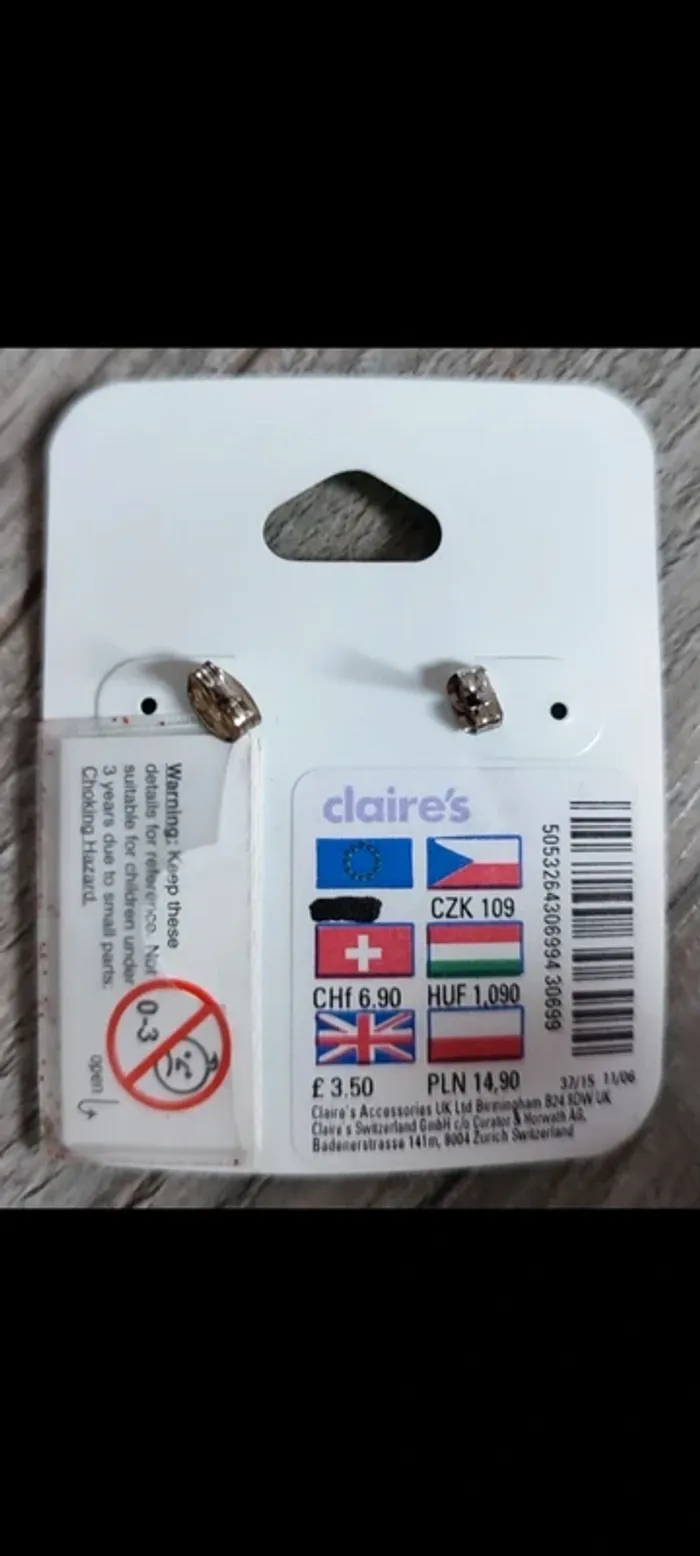 Warning: Keep these
details for reference. Not
suitable for children under
3 years due to small parts:
Choking Hazard.
0-3
open
claire's
CZK 109
CHf 6.90
HUF 1,090
£ 3.50
PLN 14,90
5053264306994 30699
37/15 11/06
Claire's Accessories UK Ltd Birmingham B24 8DW UK
Claire's Switzerland GmbH c/o Curator & Horwath AG,
Badenerstrasse 141m, 8004 Zurich Switzerland